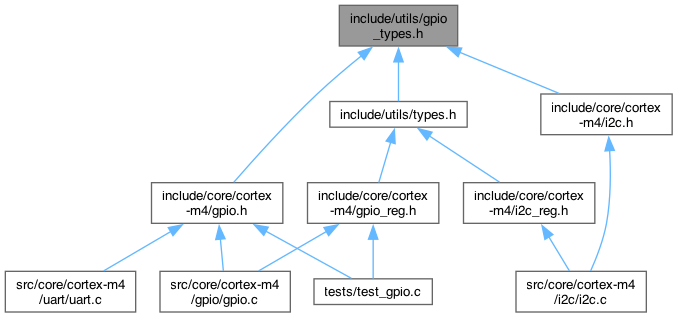 include/utils/gpio
_types.h
include/utils/types.h
include/core/cortex
-m4/i2c.h
include/core/cortex
-m4/gpio.h
include/core/cortex
-m4/gpio_reg.h
include/core/cortex
-m4/i2c_reg.h
src/core/cortex-m4
/uart/uart.c
src/core/cortex-m4
/gpio/gpio.c
tests/test_gpio.c
src/core/cortex-m4
/i2c/i2c.c